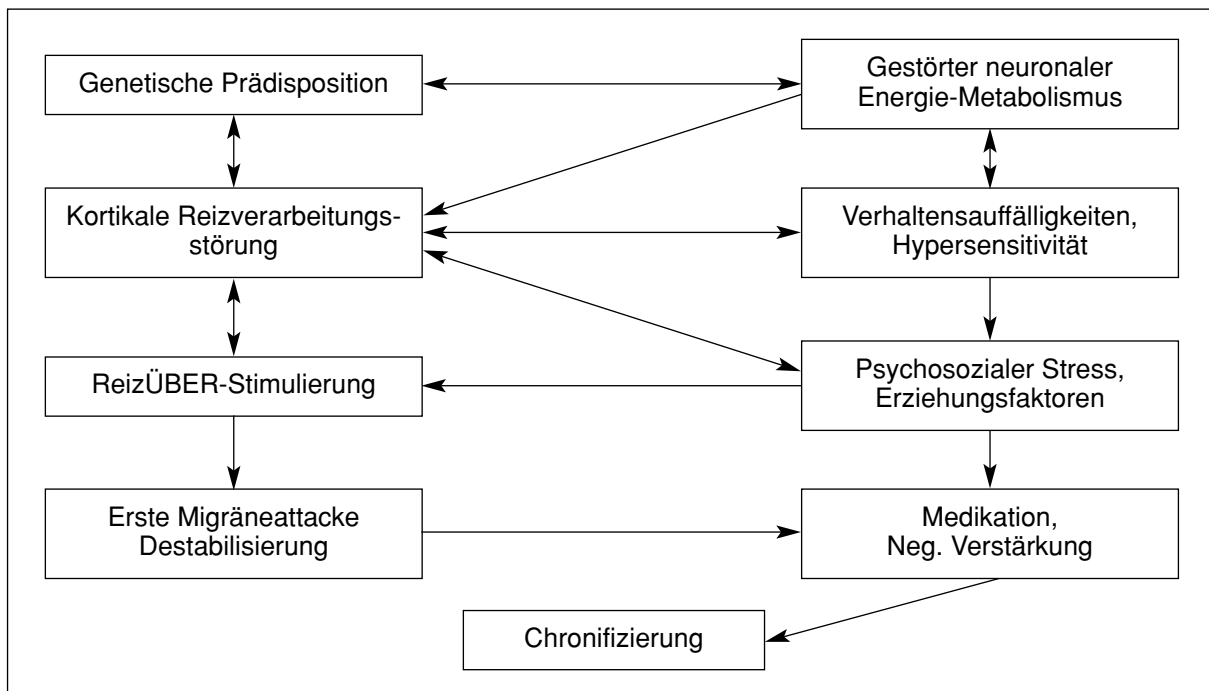 Genetische Prädisposition
Gestörter neuronaler
Energie-Metabolismus
Kortikale Reizverarbeitungs-
störung
Verhaltensauffälligkeiten,
Hypersensitivität
ReizÜBER-Stimulierung
Psychosozialer Stress,
Erziehungsfaktoren
Erste Migräneattacke
Destabilisierung
Medikation,
Neg. Verstärkung
Chronifizierung